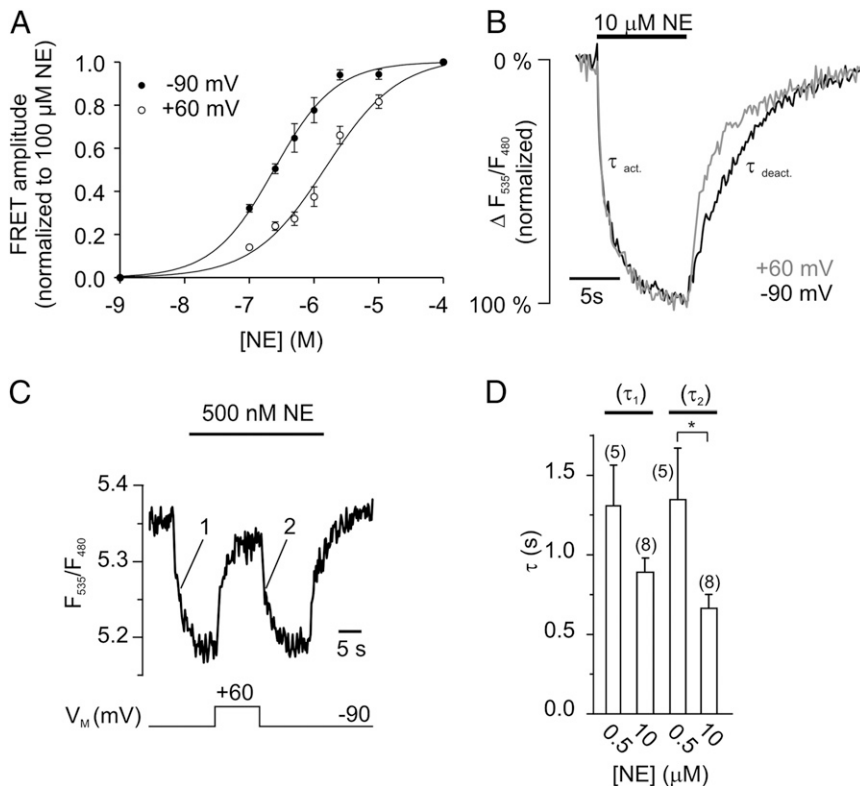 A
FRET amplitude
(normalized to 100 µM NE)
1.0
0.8
0.6
0.4
0.2
0.0
-90 mV
+60 mV
-9
-8
-7
-6
-5
-4
[NE] (M)
B
10 µM NE
0 %
100 %
Δ F535/F480
(normalized)
τ act.
τ deact.
5s
+60 mV
-90 mV
C
500 nM NE
5.4
5.3
5.2
F535/F480
1
2
5 s
VM (mV)
+60
-90
D
(τ1)
(τ2)
*
(5)
(8)
(5)
(8)
1.5
1.0
0.5
0.0
τ (s)
0.5
10
0.5
10
[NE] (µM)